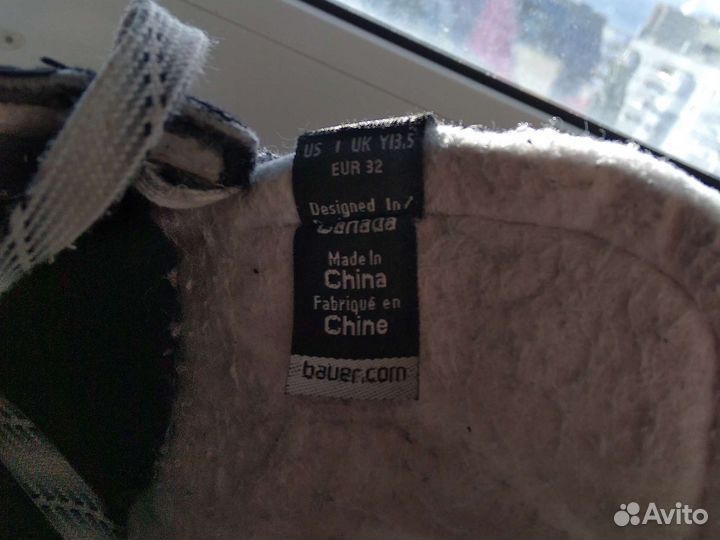 US 1 UK Y13.5
EUR 32
Designed In/
Canada
Made In
China
Fabriqué en
Chine
bauer.com
Avito